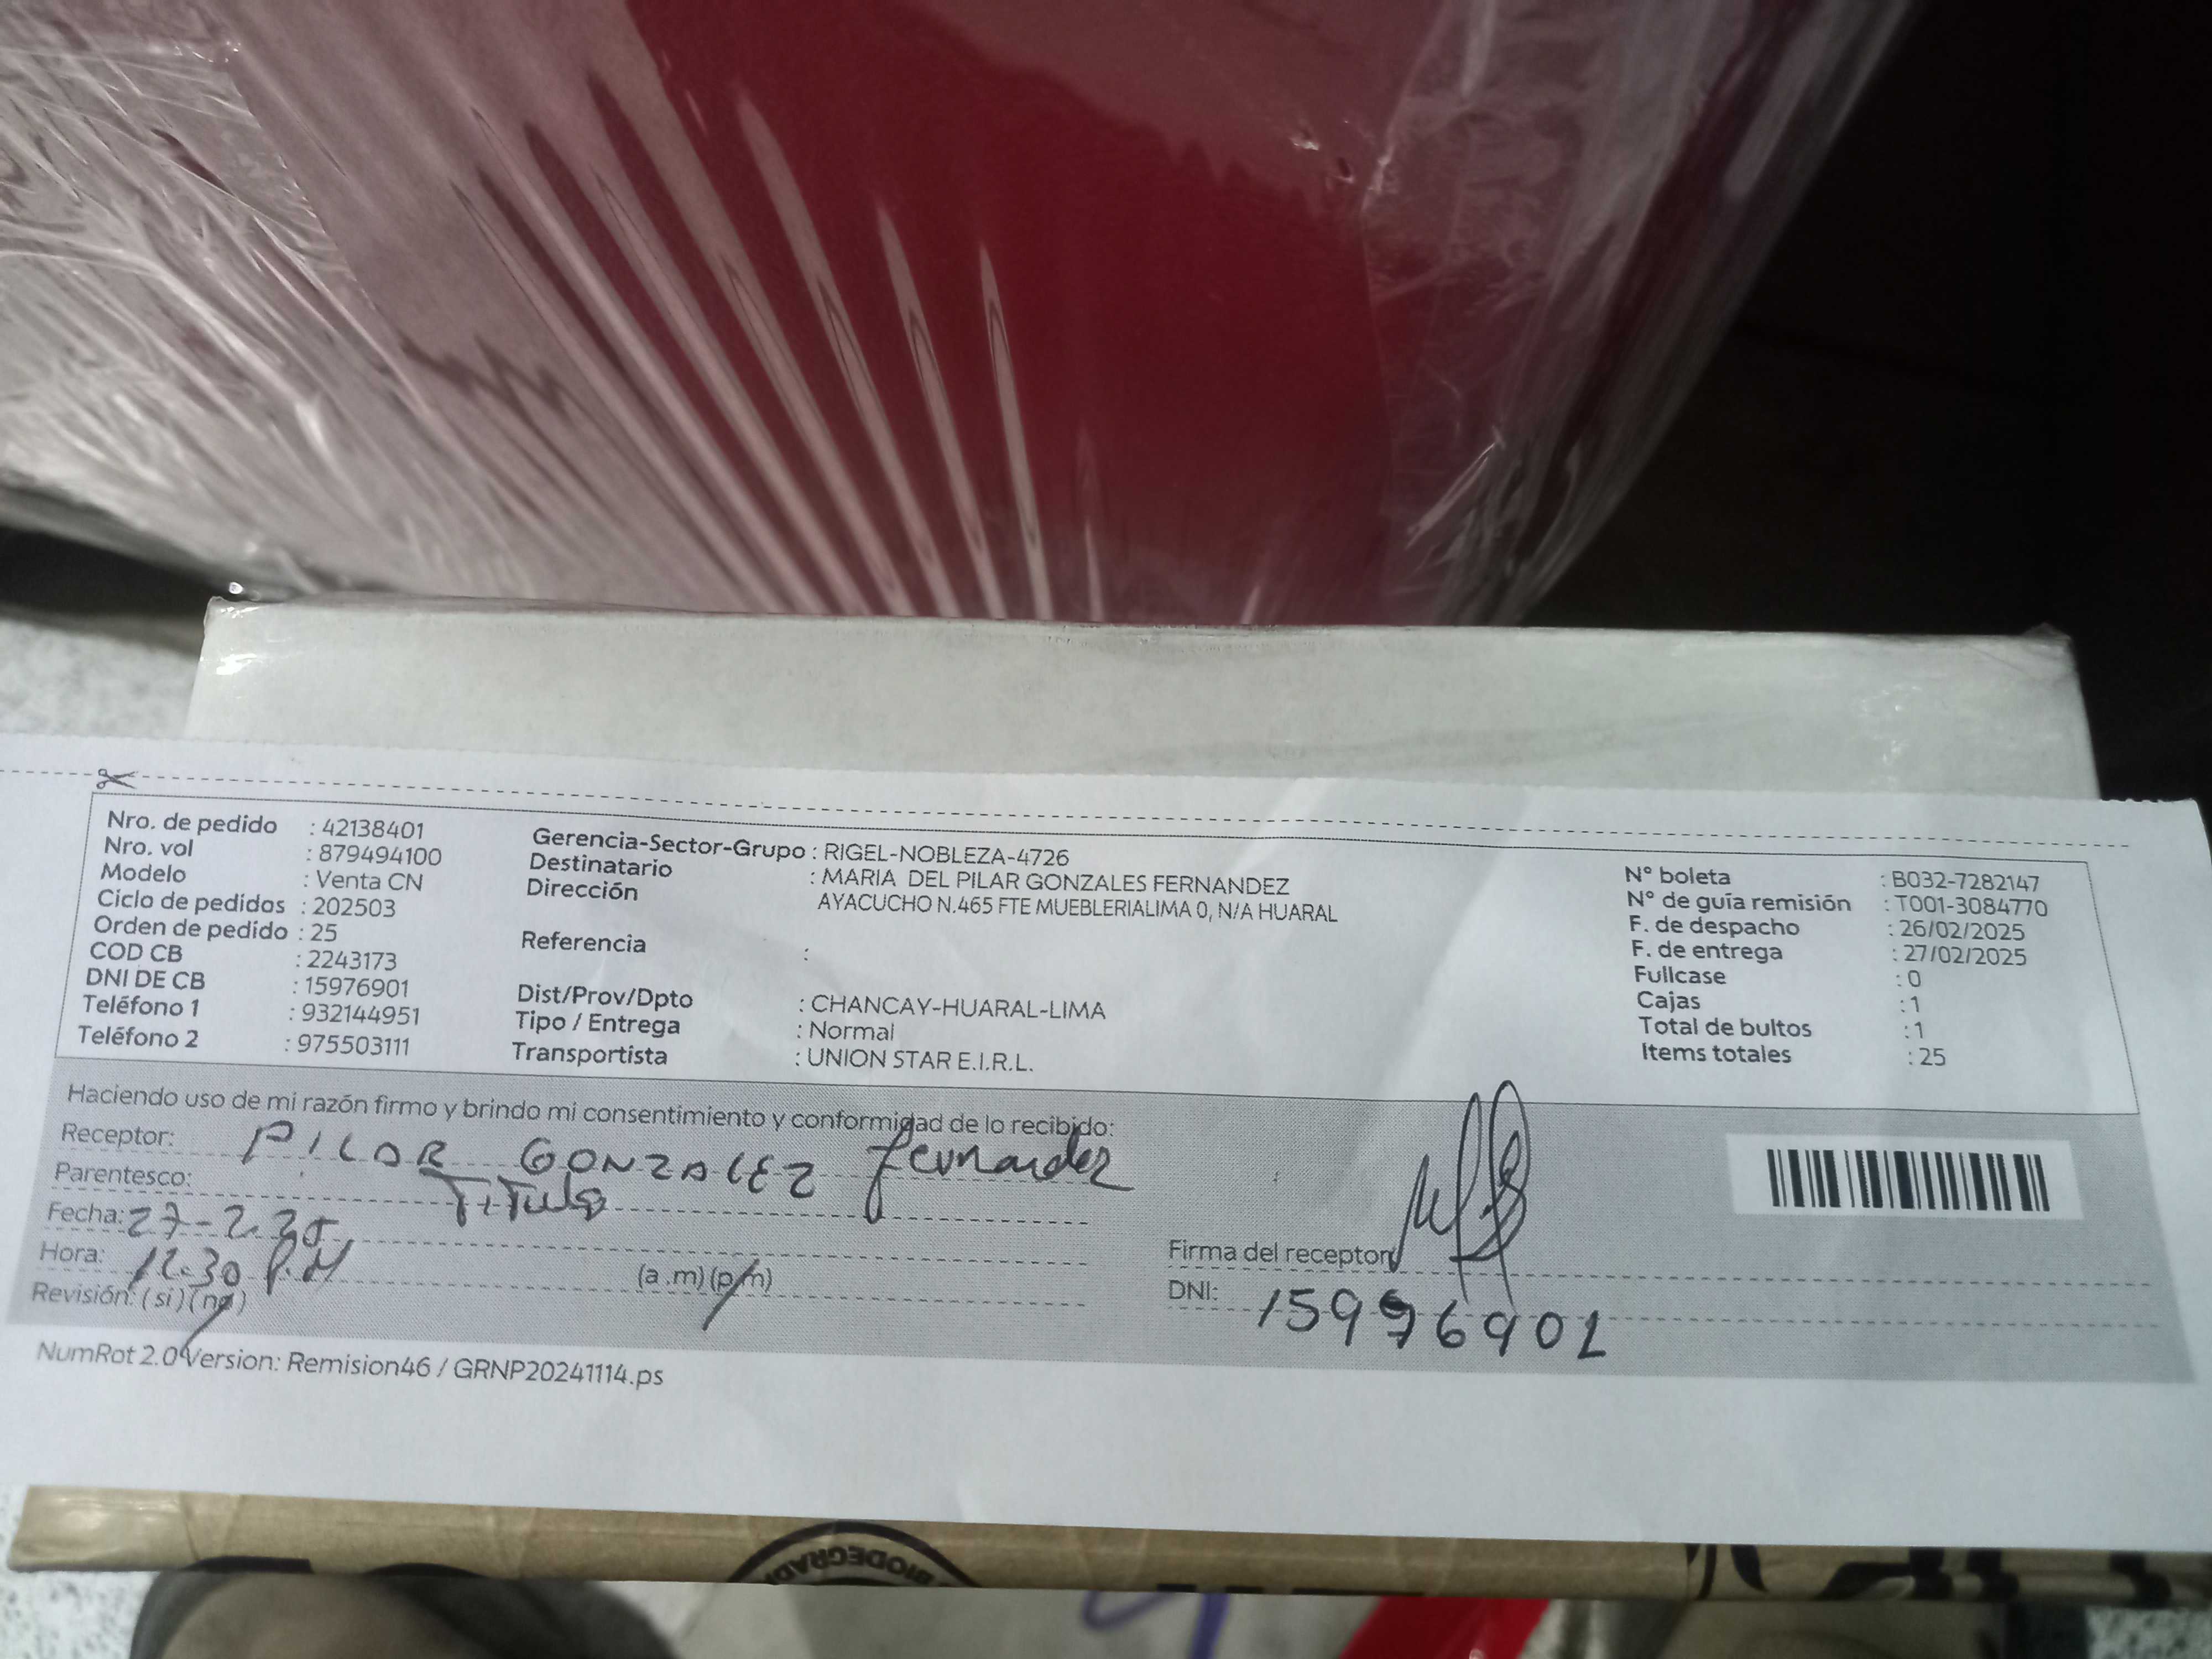 Nro. de pedido : 42138401
Nro. vol : 879494100
Modelo : Venta CN
Ciclo de pedidos : 202503
Orden de pedido : 25
COD CB : 2243173
DNI DE CB : 15976901
Teléfono 1 : 932144951
Teléfono 2 : 975503111
Gerencia-Sector-Grupo : RIGEL-NOBLEZA-4726
Destinatario : MARIA DEL PILAR GONZALES FERNANDEZ
Dirección AYACUCHO N.465 FTE MUEBLERIALIMA 0, N/A HUARAL
Referencia :
Dist/Prov/Dpto : CHANCAY-HUARAL-LIMA
Tipo / Entrega : Normal
Transportista : UNION STAR E.I.R.L.
N° boleta : B032-7282147
N° de guía remisión : T001-3084770
F. de despacho : 26/02/2025
F. de entrega : 27/02/2025
Fullcase : 0
Cajas : 1
Total de bultos : 1
Items totales : 25
Haciendo uso de mi razón firmo y brindo mi consentimiento y conformidad de lo recibido:
Receptor: PILAR GONZALEZ Fernandez
Parentesco: Titular
Fecha: 27-2.25
Hora: 12.30 P.M (a .m) (p/m)
Revisión: (si) (no)
Firma del receptor
DNI: 15976901
NumRot 2.0 Version: Remision46 / GRNP20241114.ps
BIODEGRAD